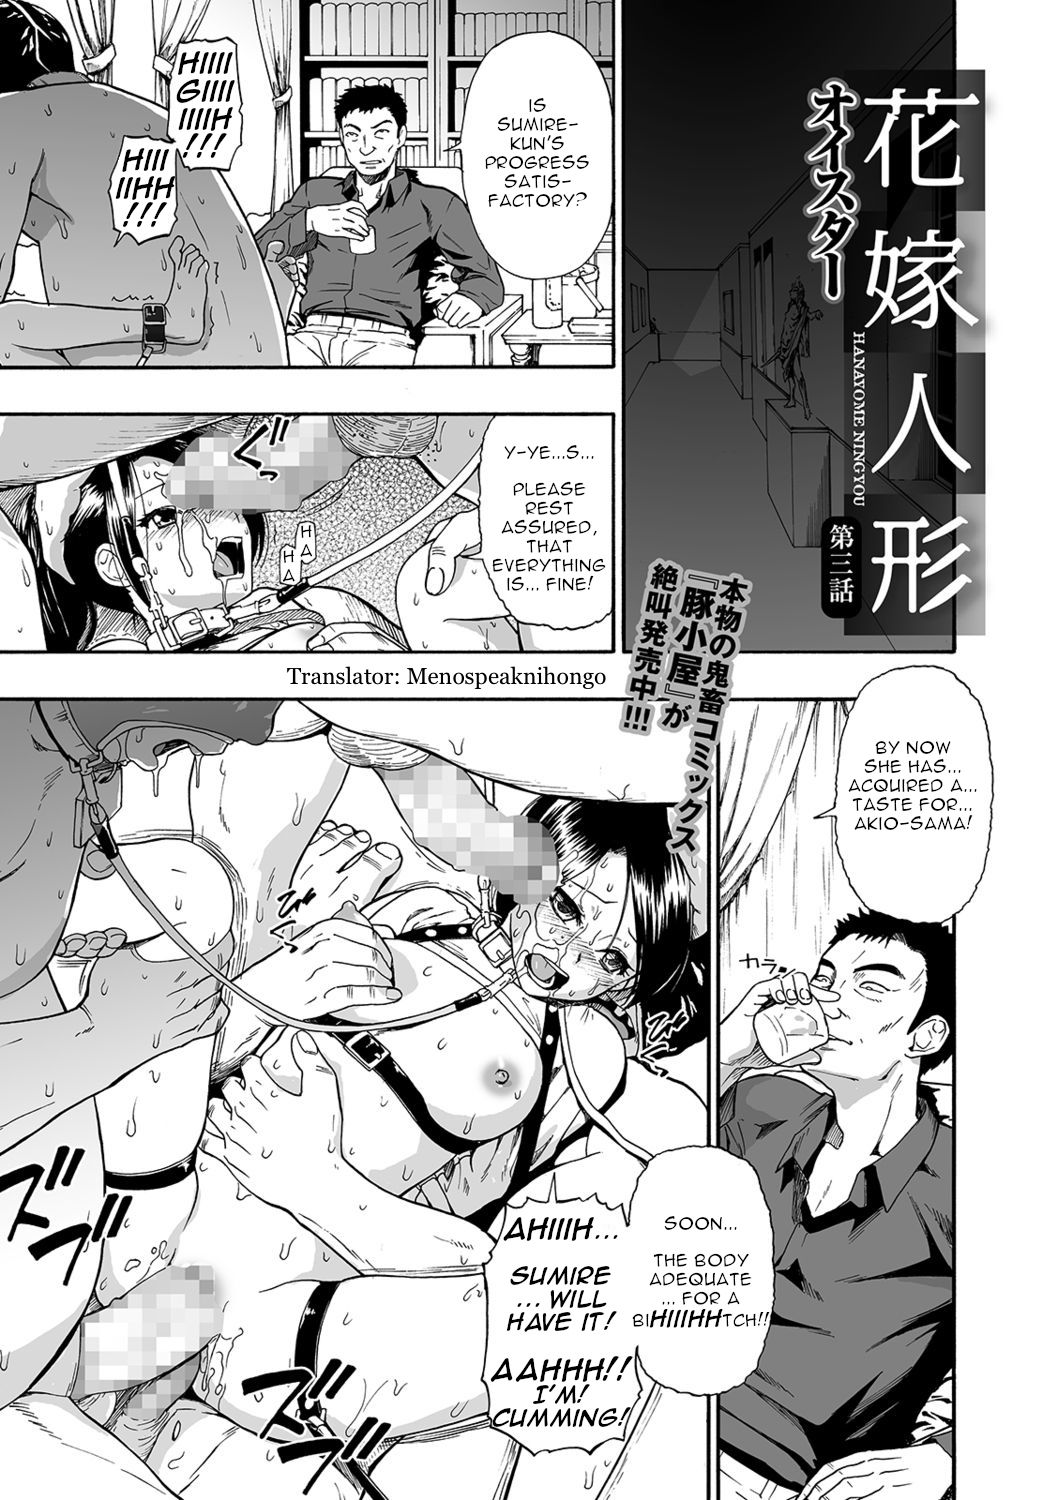 花嫁人形
HANAYOME NINGYOU
オイスター
第三話
本物の鬼畜コミックス
『豚小屋』が
絶叫発売中!!!
IS
SUMIRE-
KUN'S
PROGRESS
SATIS-
FACTORY?
HIIII
GIIII
IIIIIH
!!!
HIII
IIHH
!!!
Y-YE...S...
PLEASE
REST
ASSURED,
THAT
EVERYTHING
IS... FINE!
HA
HA
Translator: Menospeaknihongo
BY NOW
SHE HAS...
ACQUIRED A...
TASTE FOR...
AKIO-SAMA!
カラ
SOON...
THE BODY
ADEQUATE
... FOR A
BIHIIIHHTCH!!
AHIIIH...
SUMIRE
... WILL
HAVE IT!
AAHHH!!
I'M!
CUMMING!